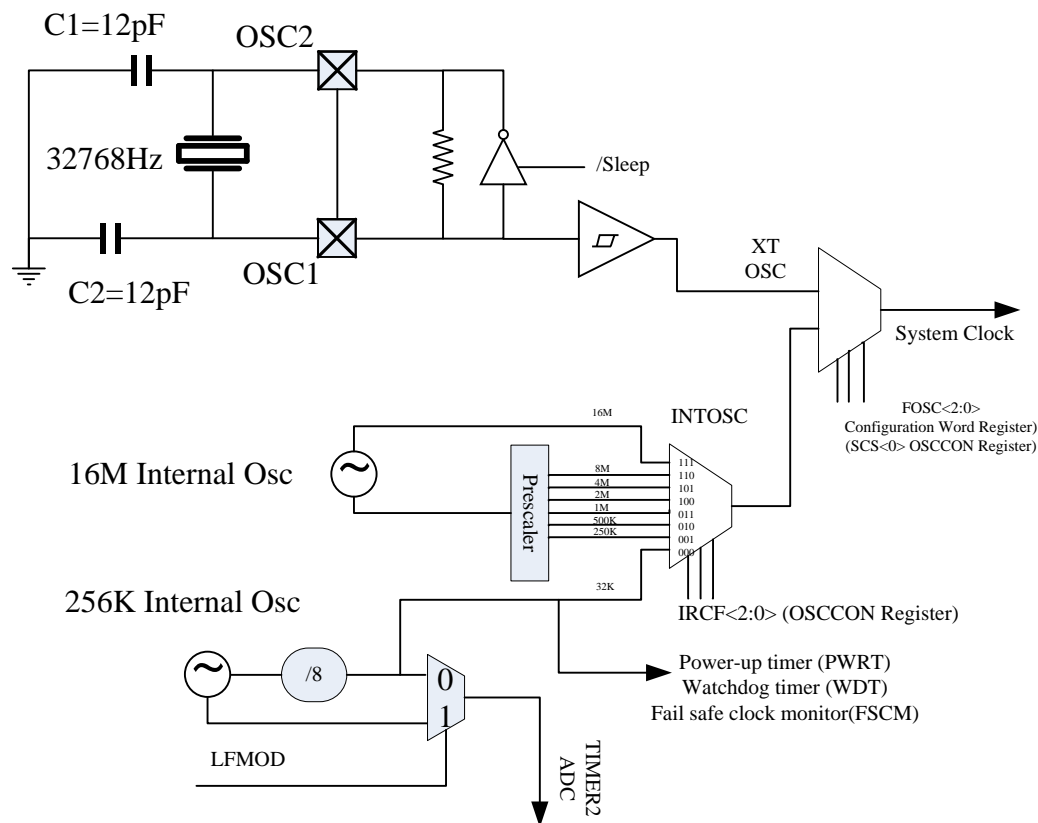 C1=12pF
OSC2
32768Hz
/Sleep
OSC1
C2=12pF
XT
OSC
System Clock
FOSC<2:0>
Configuration Word Register)
(SCS<0> OSCCON Register)
16M
INTOSC
16M Internal Osc
Prescaler
8M
4M
2M
1M
500K
250K
111
110
101
100
011
010
001
000
32K
256K Internal Osc
IRCF<2:0> (OSCCON Register)
/8
0
1
Power-up timer (PWRT)
Watchdog timer (WDT)
Fail safe clock monitor(FSCM)
LFMOD
TIMER2
ADC